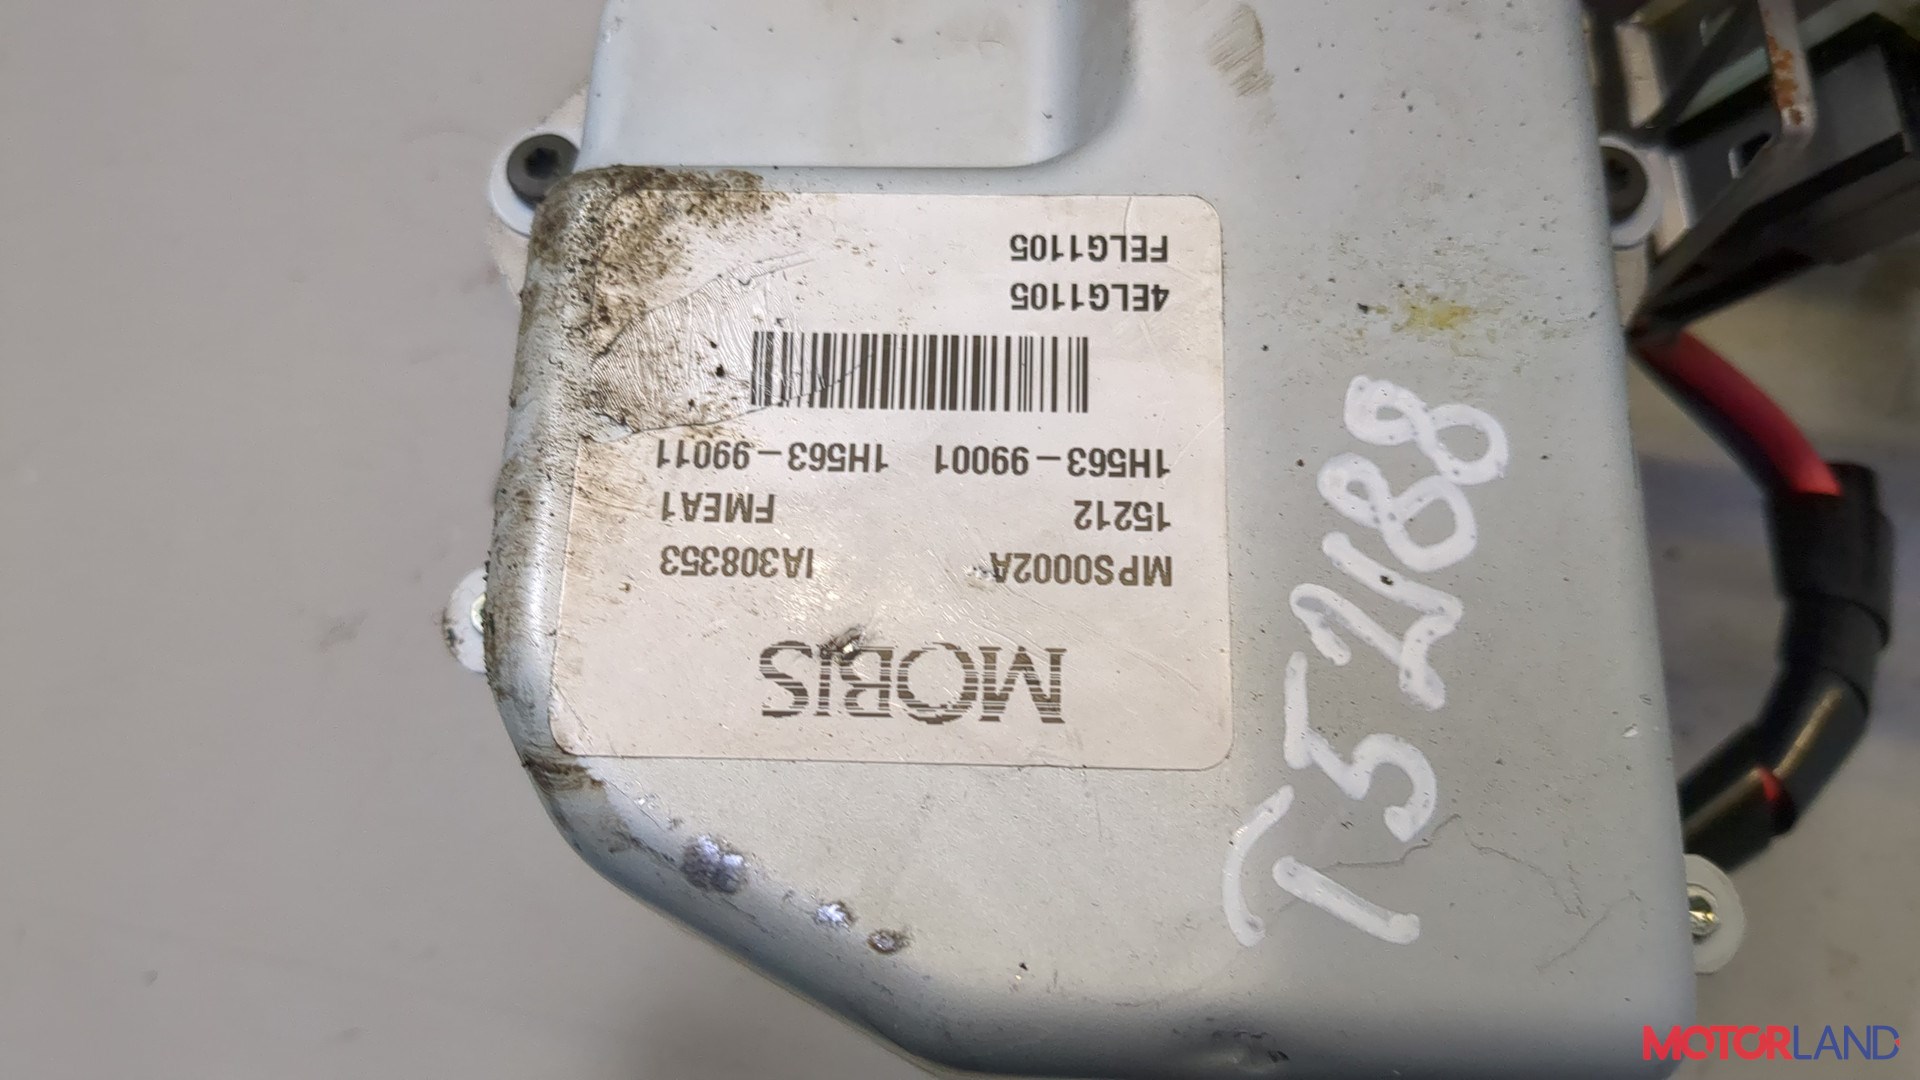 MOBIS
MPS0002A IA308353
15212 FMEA1
1H563-99001 1H563-99011
4ELG1105
FELG1105
T52188
MOTORLAND